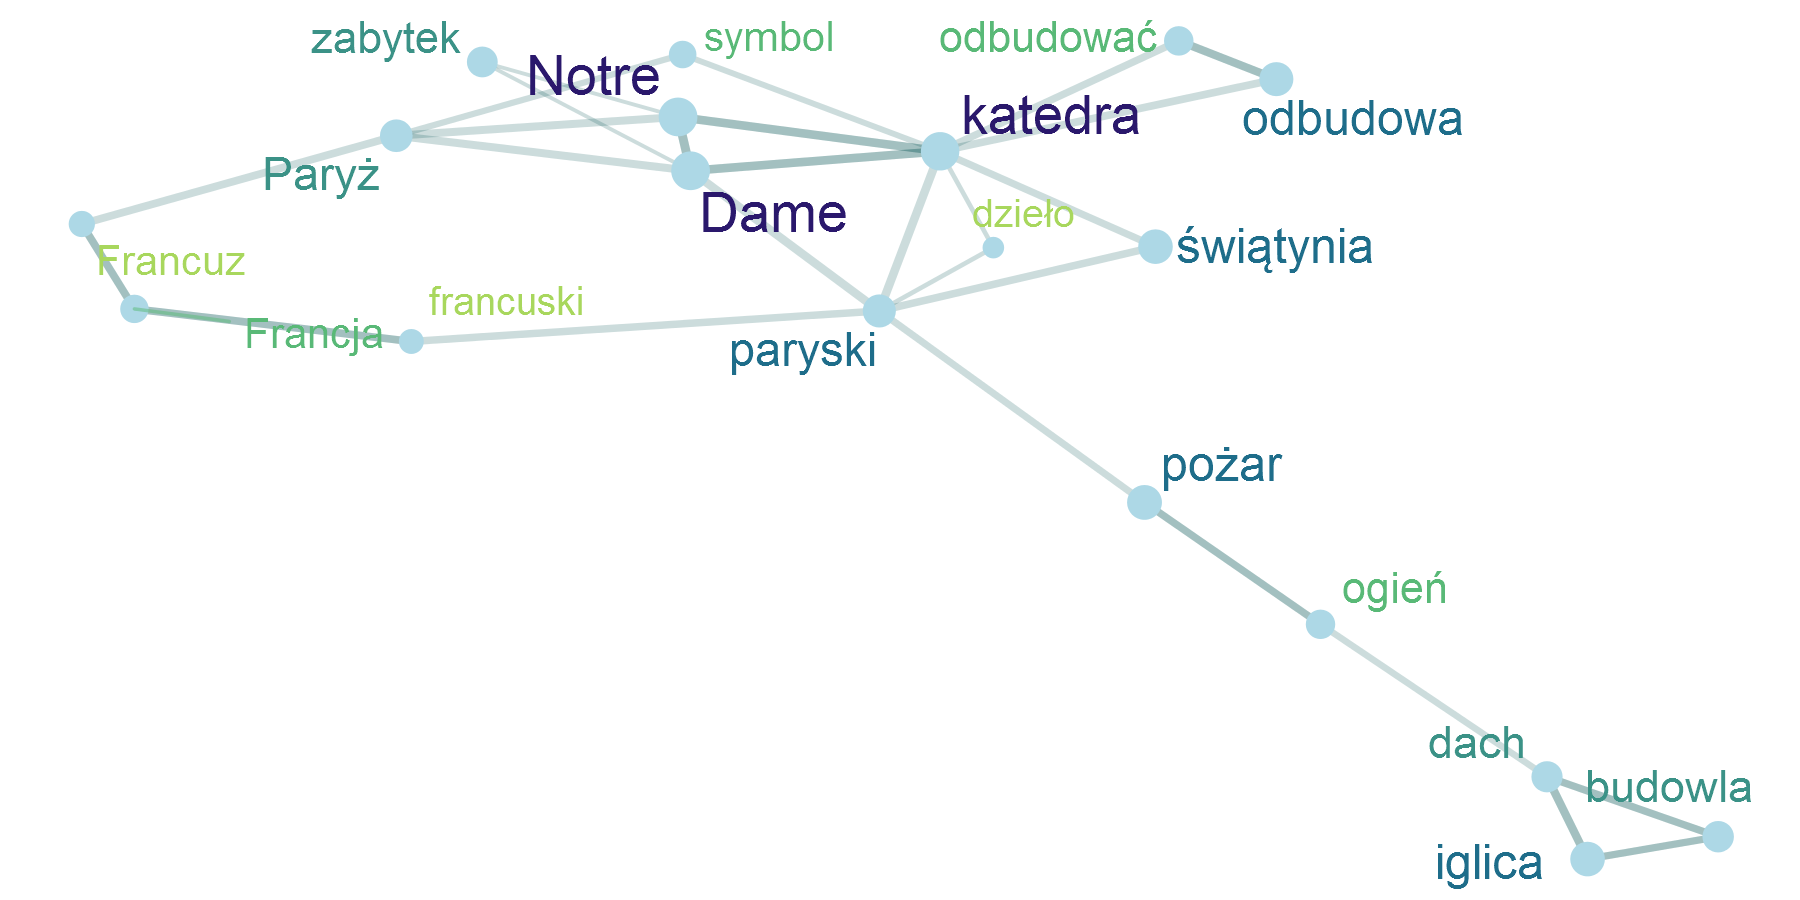 zabytek
symbol
odbudować
Notre
katedra
odbudowa
Paryż
Dame
dzieło
świątynia
Francuz
francuski
Francja
paryski
pożar
ogień
dach
budowla
iglica